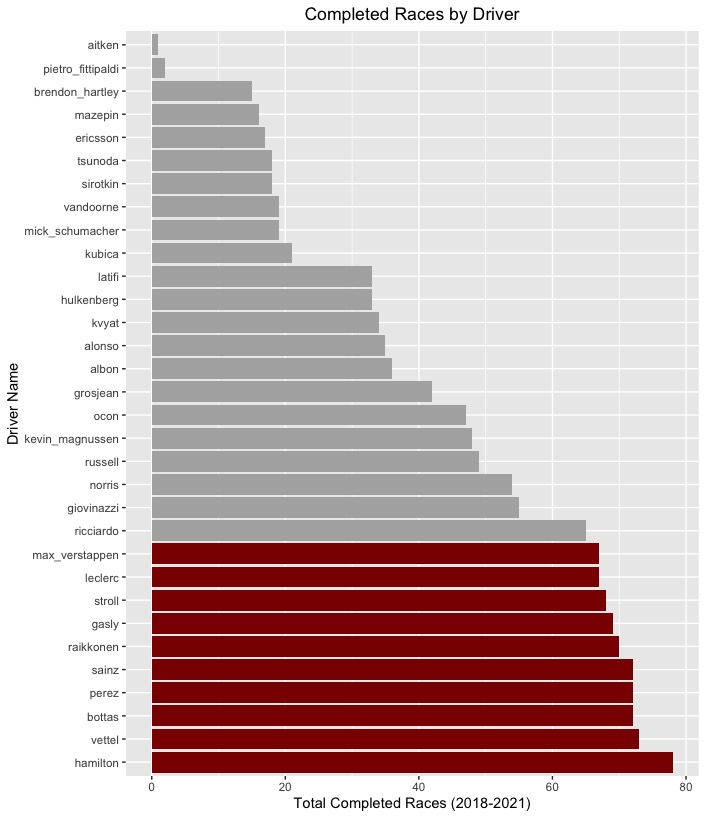 Completed Races by Driver
Driver Name
aitken
pietro_fittipaldi
brendon_hartley
mazepin
ericsson
tsunoda
sirotkin
vandoorne
mick_schumacher
kubica
latifi
hulkenberg
kvyat
alonso
albon
grosjean
ocon
kevin_magnussen
russell
norris
giovinazzi
ricciardo
max_verstappen
leclerc
stroll
gasly
raikkonen
sainz
perez
bottas
vettel
hamilton
0 20 40 60 80
Total Completed Races (2018-2021)